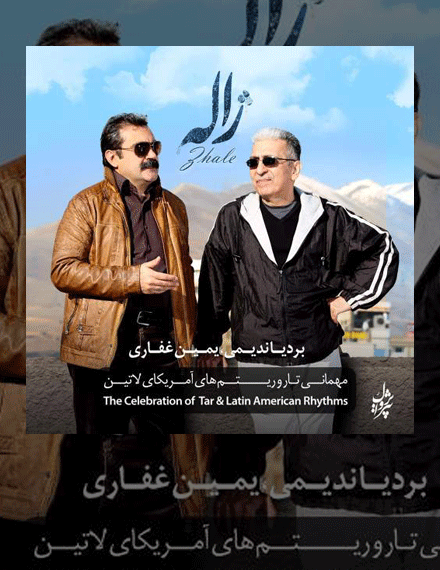 ژاله
Zhale
بردیا ندیمی، یمین غفاری
مهمانی تار و ریتم‌های آمریکای لاتین
The Celebration of Tar & Latin American Rhythms
بردیا ندیمی، یمین غفاری
ی تار و ریتم‌های آمریکای لاتین